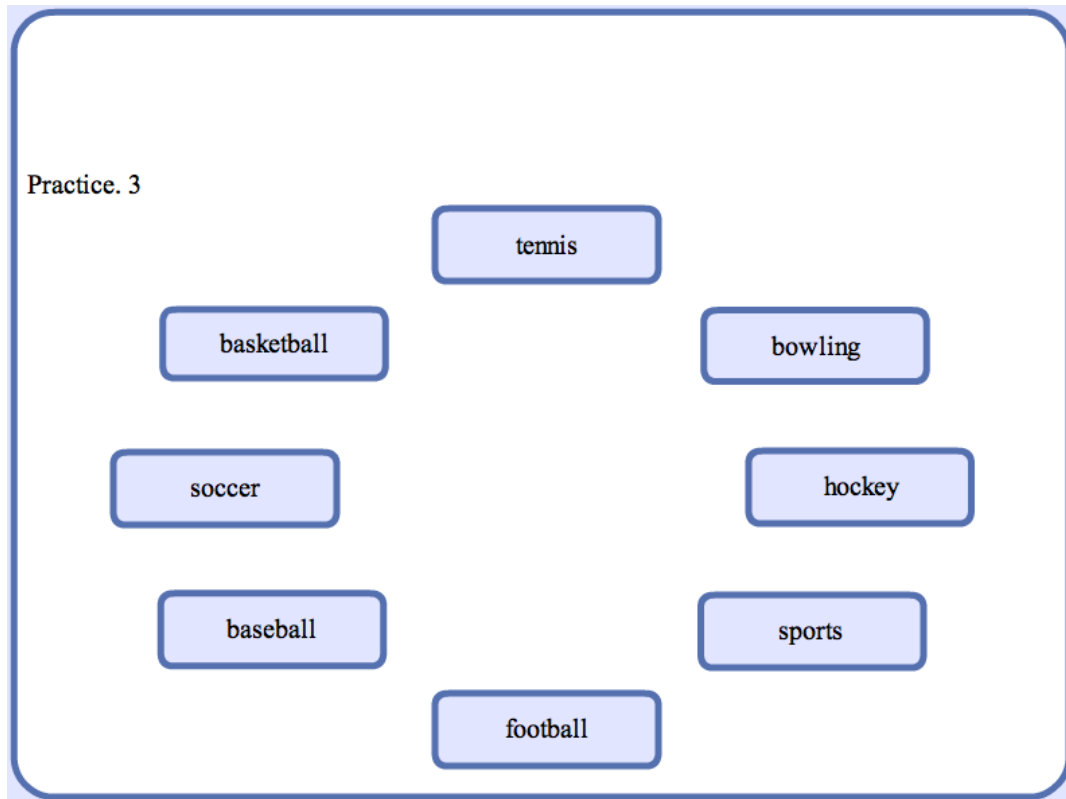 Practice. 3
tennis
basketball
bowling
soccer
hockey
baseball
sports
football